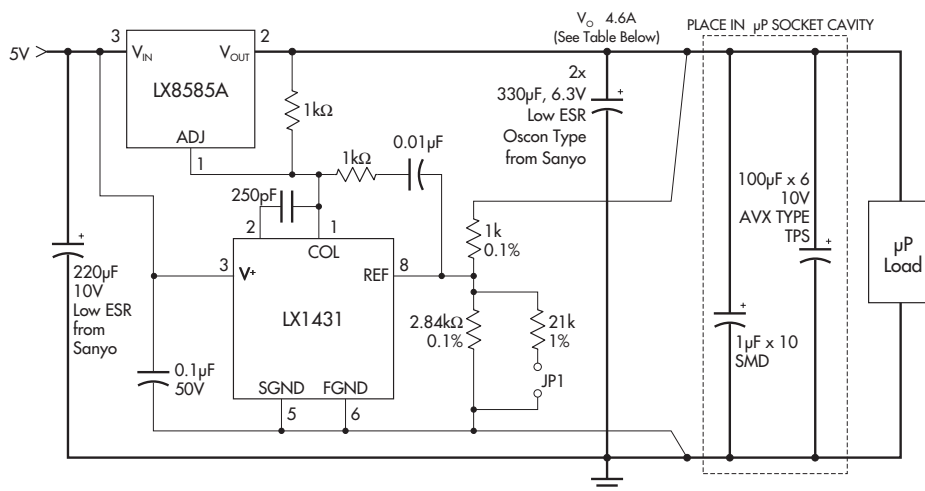 V_O 4.6A
(See Table Below)
PLACE IN µP SOCKET CAVITY
5V
3
V_IN
V_OUT
2
LX8585A
ADJ
1
1kΩ
2x
330µF, 6.3V
Low ESR
Oscon Type
from Sanyo
+
1kΩ
0.01µF
250pF
2
1
COL
3
V+
REF
8
LX1431
SGND
FGND
5
6
+
220µF
10V
Low ESR
from
Sanyo
0.1µF
50V
1k
0.1%
2.84kΩ
0.1%
21k
1%
JP1
100µF x 6
10V
AVX TYPE
TPS
+
+
1µF x 10
SMD
µP
Load